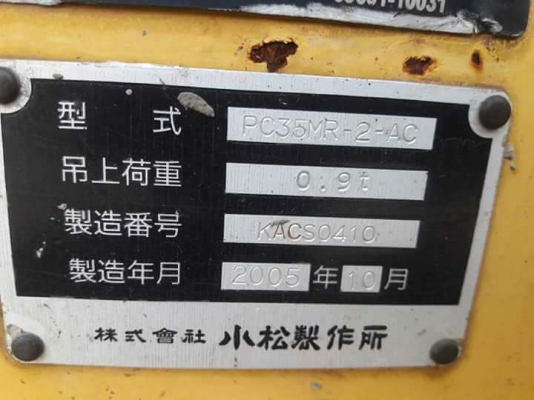 型 式 PC35MR-2-AC
吊上荷重 0.9t
製造番号 KACS0410
製造年月 2005年10月
株式會社 小松製作所